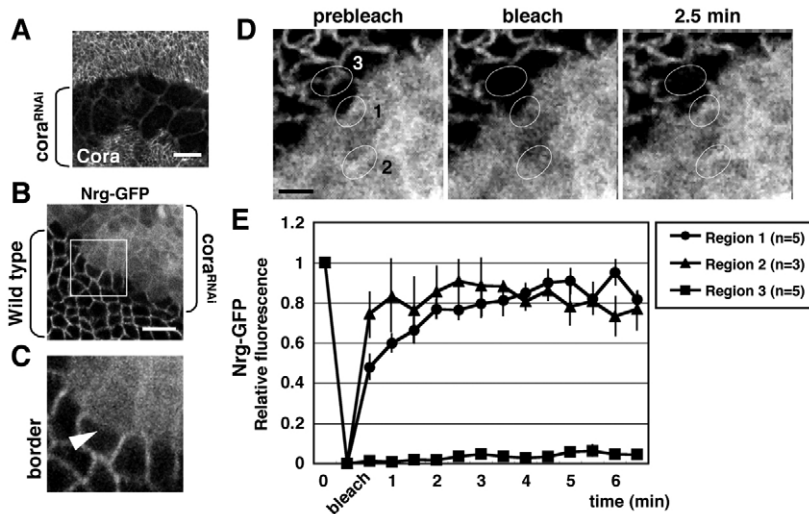 A
cora^RNAi
Cora
B
Nrg-GFP
Wild type
cora^RNAi
C
border
D
prebleach
bleach
2.5 min
3
1
2
E
Nrg-GFP
Relative fluorescence
1.2
1
0.8
0.6
0.4
0.2
0
0
bleach
1
2
3
4
5
6
time (min)
Region 1 (n=5)
Region 2 (n=3)
Region 3 (n=5)